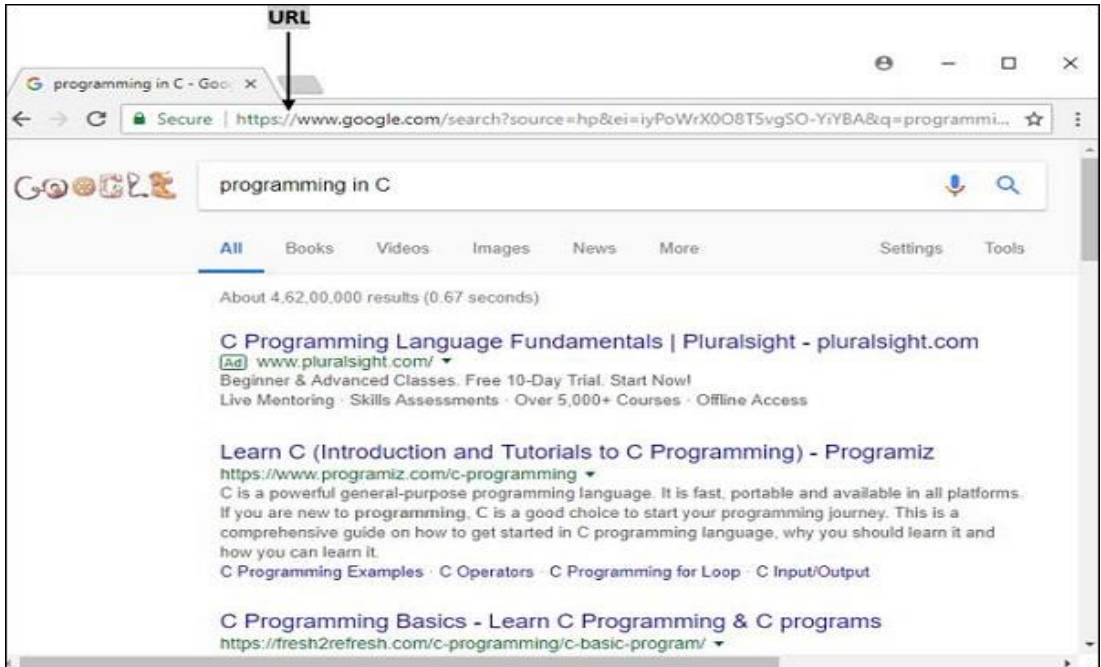 URL
programming in C - Goo
Secure | https://www.google.com/search?source=hp&ei=iyPoWrX0O8T5vgSO-YiYBA&q=programmi...
GOOGLE programming in C
All Books Videos Images News More Settings Tools
About 4,62,00,000 results (0.67 seconds)
C Programming Language Fundamentals | Pluralsight - pluralsight.com
Ad www.pluralsight.com/
Beginner & Advanced Classes. Free 10-Day Trial. Start Now!
Live Mentoring · Skills Assessments · Over 5,000+ Courses · Offline Access
Learn C (Introduction and Tutorials to C Programming) - Programiz
https://www.programiz.com/c-programming
C is a powerful general-purpose programming language. It is fast, portable and available in all platforms.
If you are new to programming, C is a good choice to start your programming journey. This is a
comprehensive guide on how to get started in C programming language, why you should learn it and
how you can learn it.
C Programming Examples · C Operators · C Programming for Loop · C Input/Output
C Programming Basics - Learn C Programming & C programs
https://fresh2refresh.com/c-programming/c-basic-program/